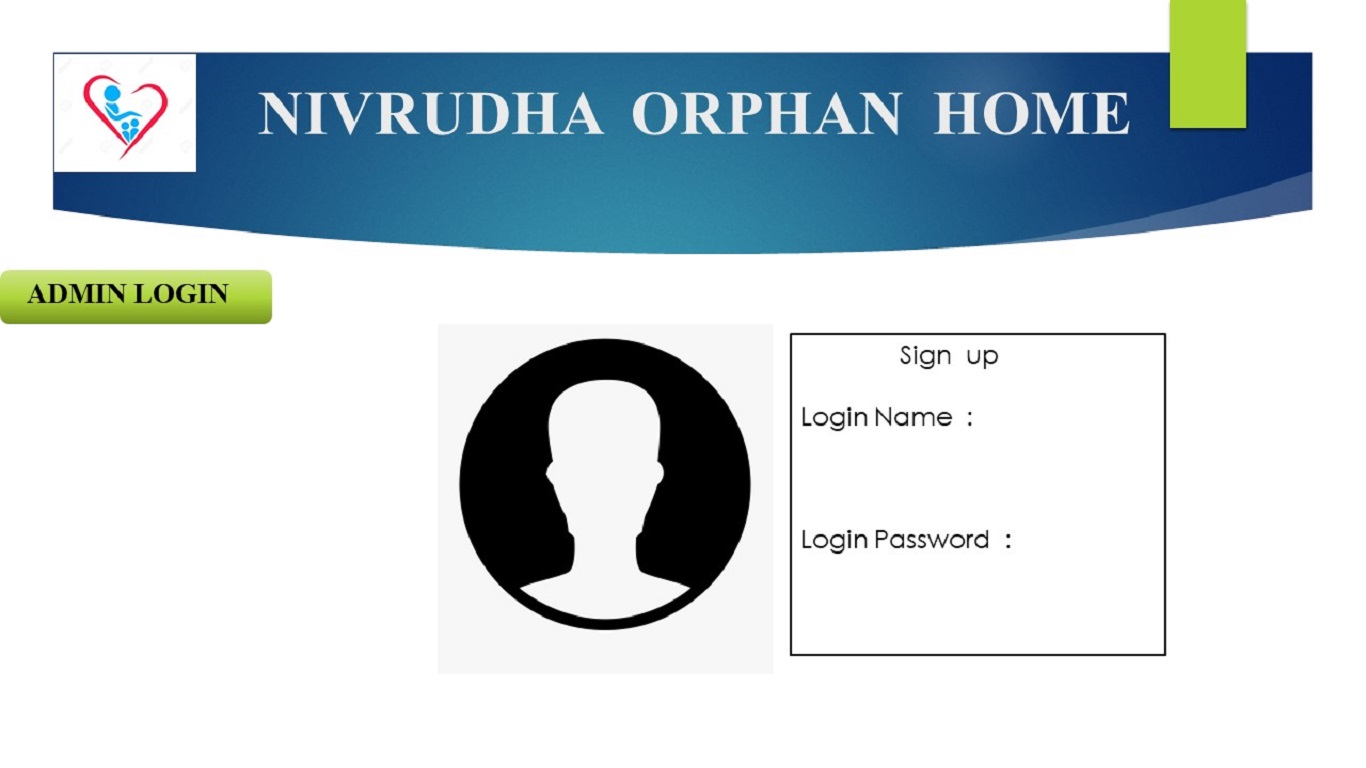 NIVRUDHA ORPHAN HOME
ADMIN LOGIN
Sign up
Login Name :
Login Password :